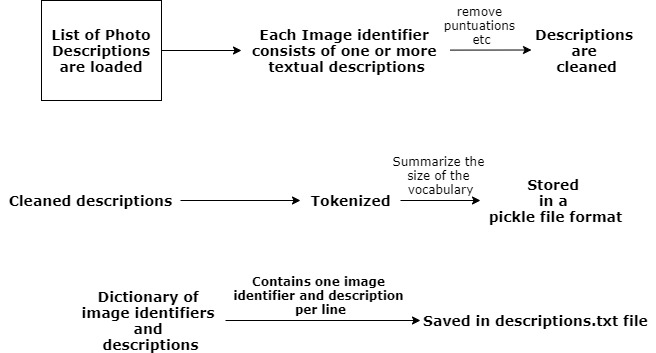 List of Photo
Descriptions
are loaded
Each Image identifier
consists of one or more
textual descriptions
remove
puntuations
etc
Descriptions
are
cleaned
Cleaned descriptions
Tokenized
Summarize the
size of the
vocabulary
Stored
in a
pickle file format
Dictionary of
image identifiers
and
descriptions
Contains one image
identifier and description
per line
Saved in descriptions.txt file